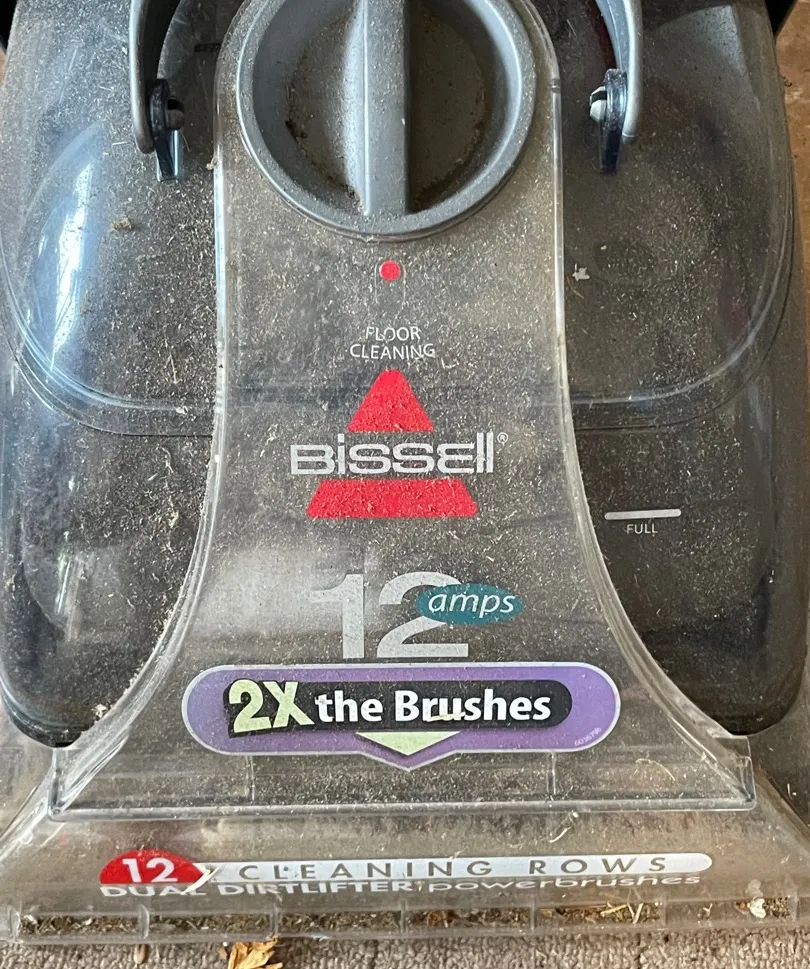 FLOOR
CLEANING
BISSELL®
FULL
12 amps
2X the Brushes
12 CLEANING ROWS
DUAL DIRTLIFTER powerbrushes